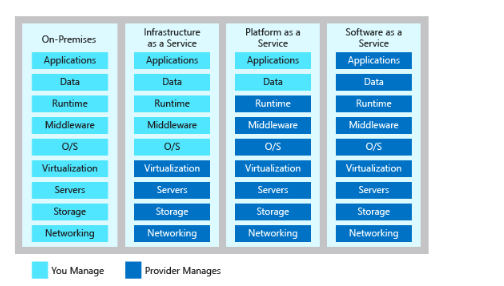 On-Premises
Applications
Data
Runtime
Middleware
O/S
Virtualization
Servers
Storage
Networking
Infrastructure
as a Service
Applications
Data
Runtime
Middleware
O/S
Virtualization
Servers
Storage
Networking
Platform as a
Service
Applications
Data
Runtime
Middleware
O/S
Virtualization
Servers
Storage
Networking
Software as a
Service
Applications
Data
Runtime
Middleware
O/S
Virtualization
Servers
Storage
Networking
You Manage
Provider Manages